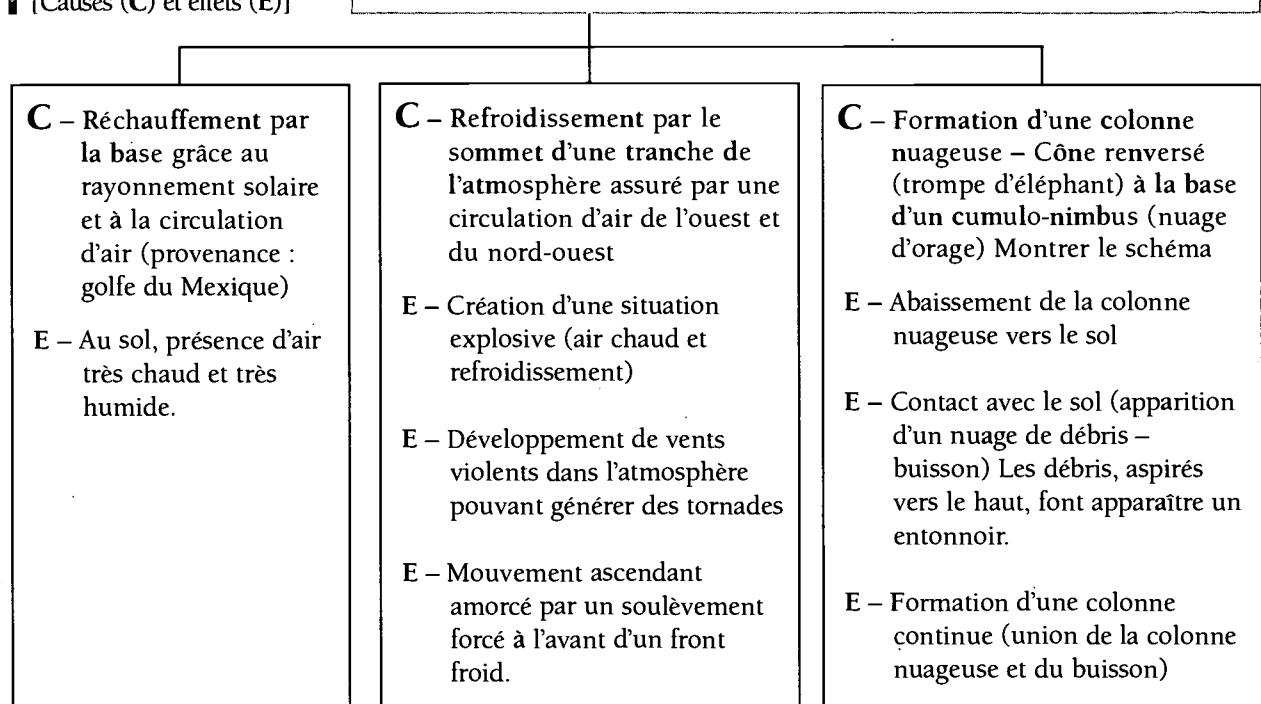 [Causes (C) et effets (E)]
C – Réchauffement par
la base grâce au
rayonnement solaire
et à la circulation
d'air (provenance :
golfe du Mexique)
E – Au sol, présence d'air
très chaud et très
humide.
C – Refroidissement par le
sommet d'une tranche de
l'atmosphère assuré par une
circulation d'air de l'ouest et
du nord-ouest
E – Création d'une situation
explosive (air chaud et
refroidissement)
E – Développement de vents
violents dans l'atmosphère
pouvant générer des tornades
E – Mouvement ascendant
amorcé par un soulèvement
forcé à l'avant d'un front
froid.
C – Formation d'une colonne
nuageuse – Cône renversé
(trompe d'éléphant) à la base
d'un cumulo-nimbus (nuage
d'orage) Montrer le schéma
E – Abaissement de la colonne
nuageuse vers le sol
E – Contact avec le sol (apparition
d'un nuage de débris –
buisson) Les débris, aspirés
vers le haut, font apparaître un
entonnoir.
E – Formation d'une colonne
continue (union de la colonne
nuageuse et du buisson)